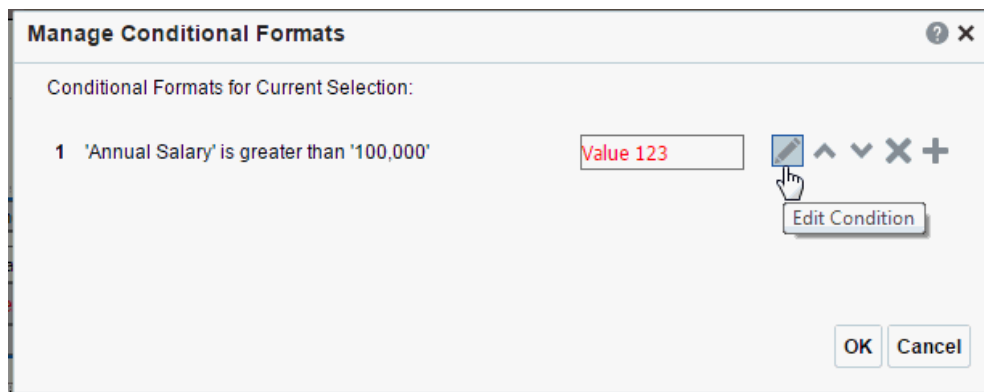 Manage Conditional Formats
Conditional Formats for Current Selection:
1 'Annual Salary' is greater than '100,000' Value 123
Edit Condition
OK Cancel